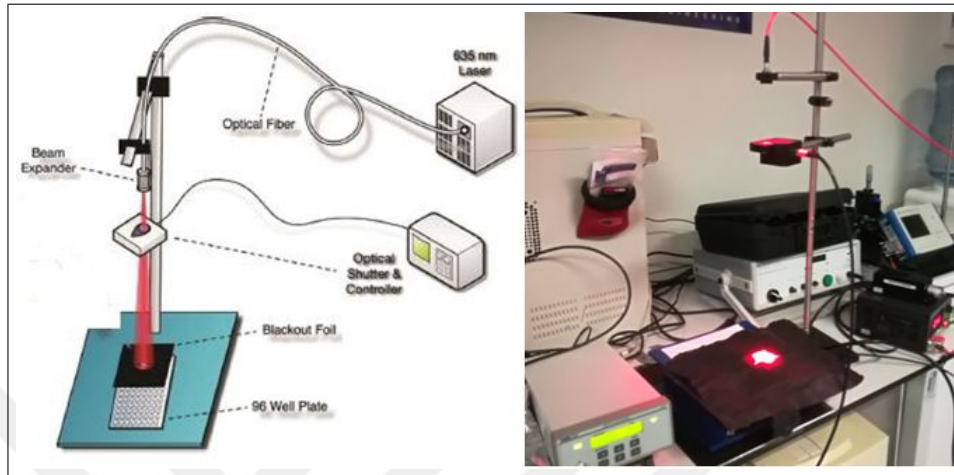 635 nm
Laser
Optical Fiber
Beam
Expander
Optical
Shutter &
Controller
Blackout Foil
96 Well Plate